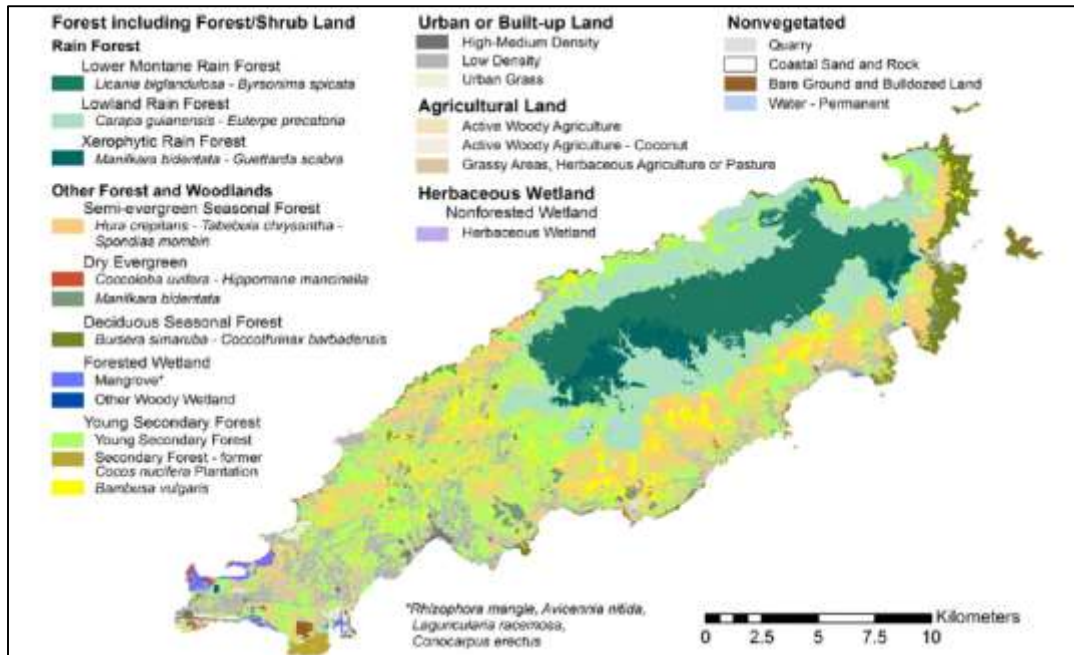 Forest including Forest/Shrub Land
Rain Forest
Lower Montane Rain Forest
Licania biglandulosa - Byrsonima spicata
Lowland Rain Forest
Carapa guianensis - Euterpe precatoria
Xerophytic Rain Forest
Manilkara bidentata - Guettarda scabra
Other Forest and Woodlands
Semi-evergreen Seasonal Forest
Hura crepitans - Tabebuia chrysantha -
Spondias mombin
Dry Evergreen
Coccoloba uvifera - Hippomane mancinella
Manilkara bidentata
Deciduous Seasonal Forest
Bursera simaruba - Coccothrinax barbadensis
Forested Wetland
Mangrove*
Other Woody Wetland
Young Secondary Forest
Young Secondary Forest
Secondary Forest - former
Cocos nucifera Plantation
Bambusa vulgaris
Urban or Built-up Land
High-Medium Density
Low Density
Urban Grass
Agricultural Land
Active Woody Agriculture
Active Woody Agriculture - Coconut
Grassy Areas, Herbaceous Agriculture or Pasture
Herbaceous Wetland
Nonforested Wetland
Herbaceous Wetland
Nonvegetated
Quarry
Coastal Sand and Rock
Bare Ground and Bulldozed Land
Water - Permanent
*Rhizophora mangle, Avicennia nitida,
Laguncularia racemosa,
Conocarpus erectus
Kilometers
0 2.5 5 7.5 10